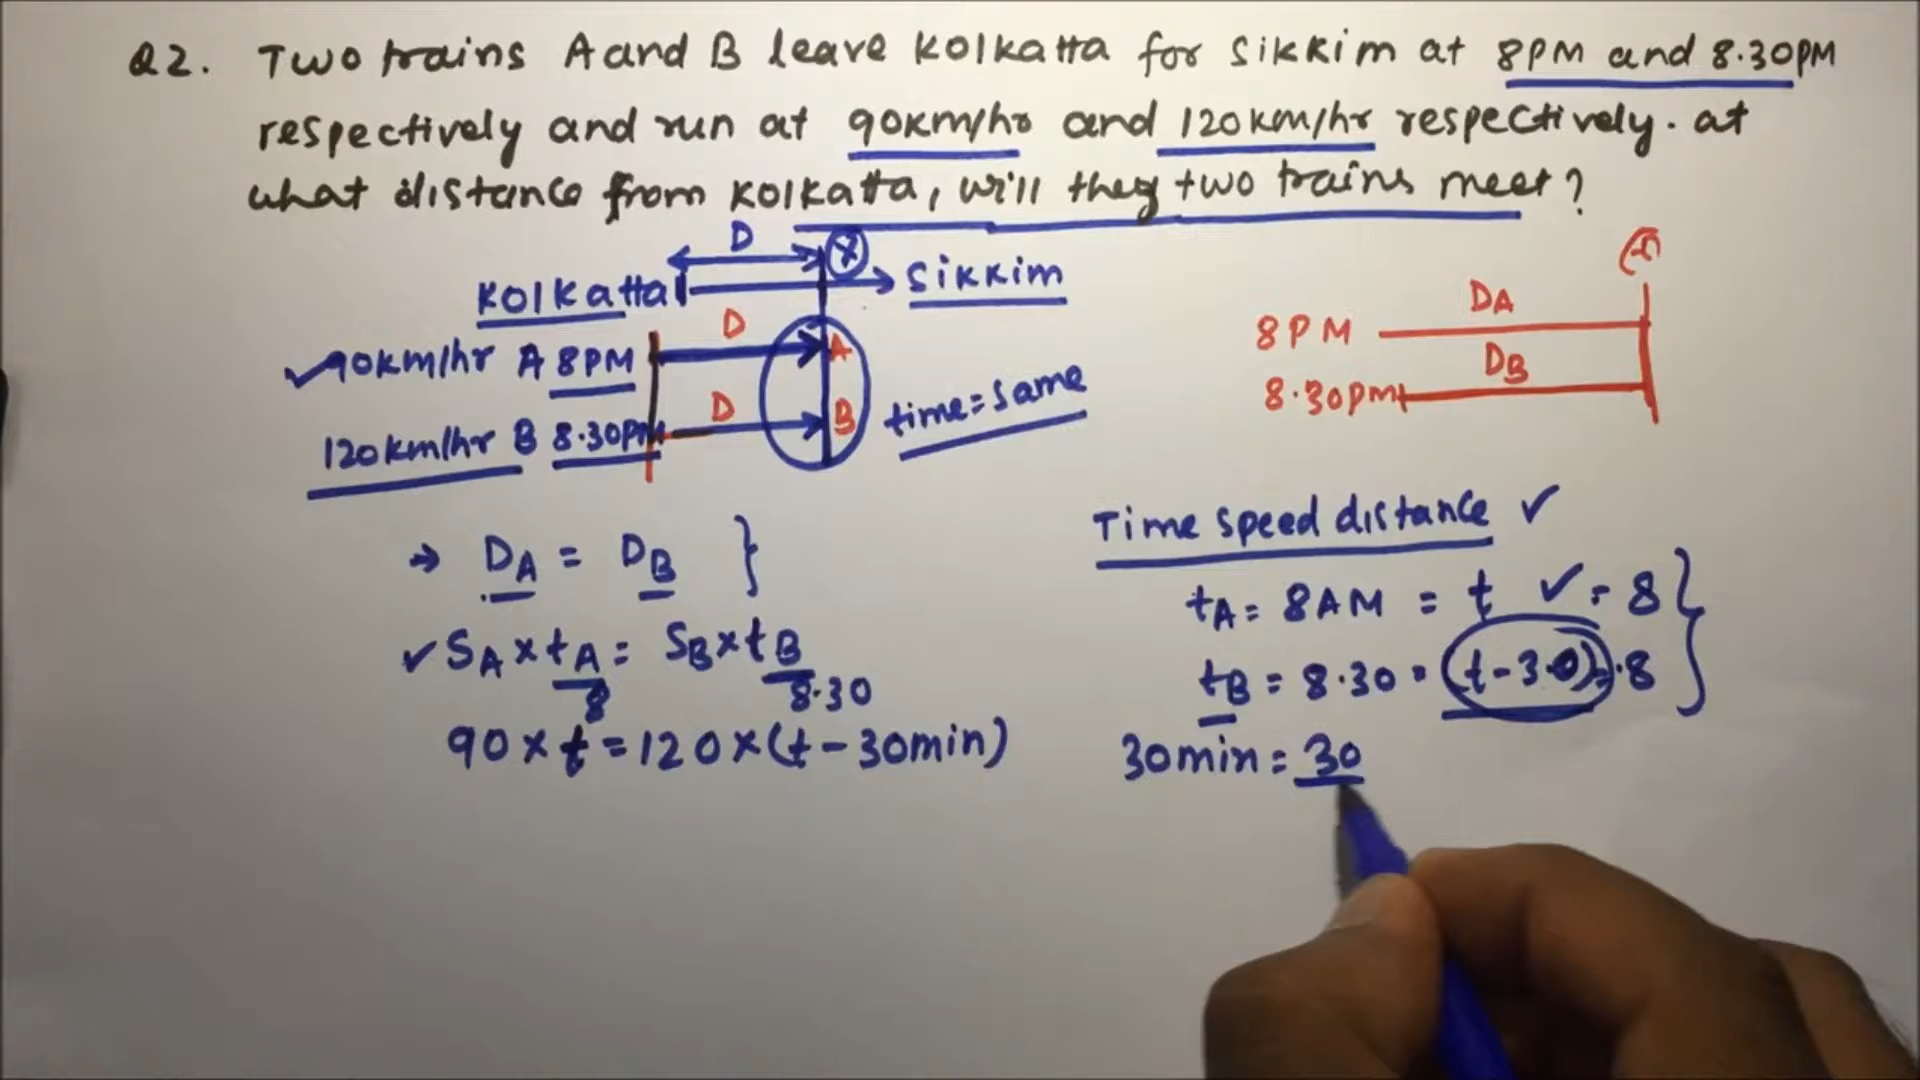 Q2. Two trains A and B leave Kolkatta for Sikkim at 8PM and 8.30PM
respectively and run at 90km/hr and 120km/hr respectively. at
what distance from Kolkatta, will they two trains meet?
D
Kolkatta
Sikkim
90km/hr A 8PM
D
A
120km/hr B 8.30PM
D
B
time=same
8PM
DA
8.30pm
DB
→ DA = DB }
✓ SA × tA = SB × tB
8
8.30
90 × t = 120 × (t - 30min)
Time speed distance ✓
tA = 8AM = t ✓ = 8
tB = 8.30 = (t-30) = 8
30min = 30